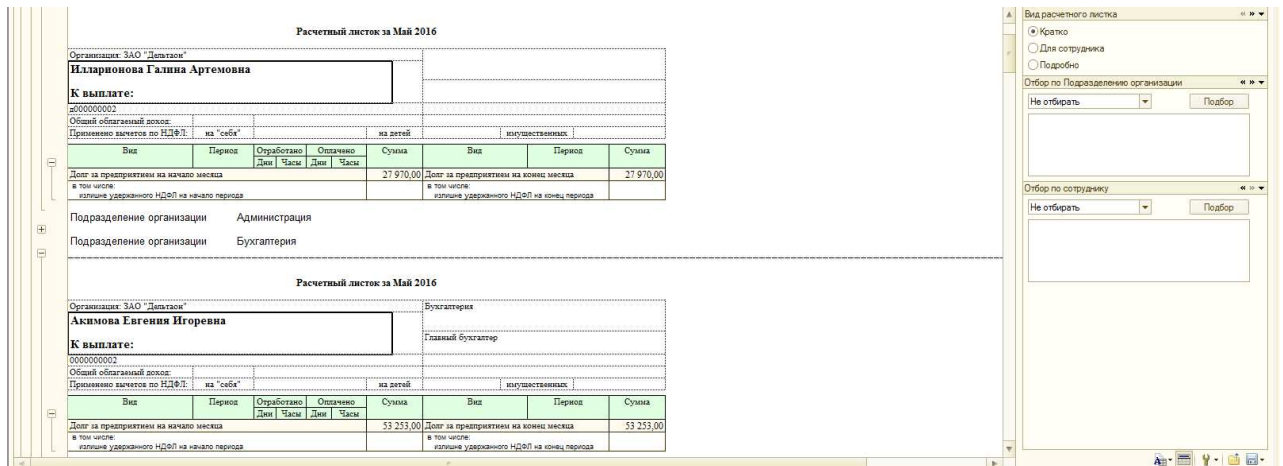 Расчетный листок за Май 2016
Организация: ЗАО "Дельтаон"
Илларионова Галина Артемовна
К выплате:
д000000002
Общий облагаемый доход:
Применено вычетов по НДФЛ: на "себя" на детей имущественных
Вид Период Отработано Оплачено Сумма Вид Период Сумма
Дни Часы Дни Часы
Долг за предприятием на начало месяца 27 970,00 Долг за предприятием на конец месяца 27 970,00
в том числе: в том числе:
излишне удержанного НДФЛ на начало периода излишне удержанного НДФЛ на конец периода
Подразделение организации Администрация
Подразделение организации Бухгалтерия
Расчетный листок за Май 2016
Организация: ЗАО "Дельтаон" Бухгалтерия
Акимова Евгения Игоревна
Главный бухгалтер
К выплате:
0000000002
Общий облагаемый доход:
Применено вычетов по НДФЛ: на "себя" на детей имущественных
Вид Период Отработано Оплачено Сумма Вид Период Сумма
Дни Часы Дни Часы
Долг за предприятием на начало месяца 53 253,00 Долг за предприятием на конец месяца 53 253,00
в том числе: в том числе:
излишне удержанного НДФЛ на начало периода излишне удержанного НДФЛ на конец периода
Вид расчетного листка
Кратко
Для сотрудника
Подробно
Отбор по Подразделению организации
Не отбирать Подбор
Отбор по сотруднику
Не отбирать Подбор